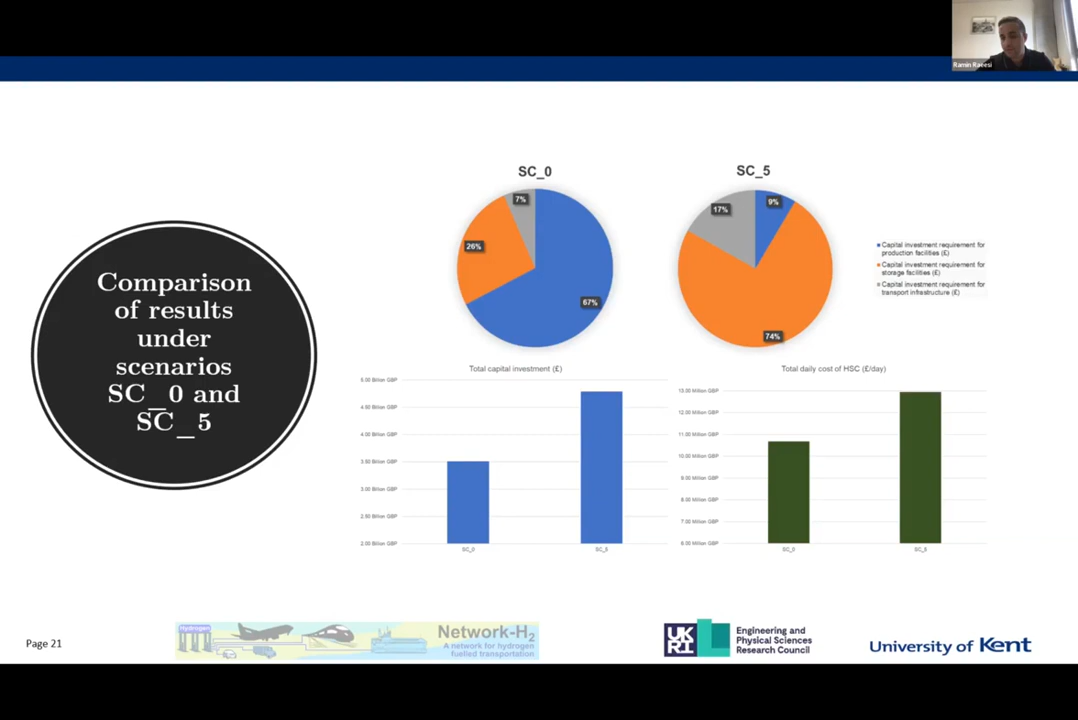 Ramin Raeesi
SC_0
SC_5
7%
26%
67%
17%
9%
74%
Capital investment requirement for
production facilities (£)
Capital investment requirement for
storage facilities (£)
Capital investment requirement for
transport infrastructure (£)
Comparison
of results
under
scenarios
SC_0 and
SC_5
Total capital investment (£)
5.00 Billion GBP
4.50 Billion GBP
4.00 Billion GBP
3.50 Billion GBP
3.00 Billion GBP
2.50 Billion GBP
2.00 Billion GBP
SC_0
SC_5
Total daily cost of HSC (£/day)
13.00 Million GBP
12.00 Million GBP
11.00 Million GBP
10.00 Million GBP
9.00 Million GBP
8.00 Million GBP
7.00 Million GBP
6.00 Million GBP
SC_0
SC_5
Page 21
Hydrogen
Network-H₂
A network for hydrogen
fuelled transportation
UK
RI
Engineering and
Physical Sciences
Research Council
University of Kent